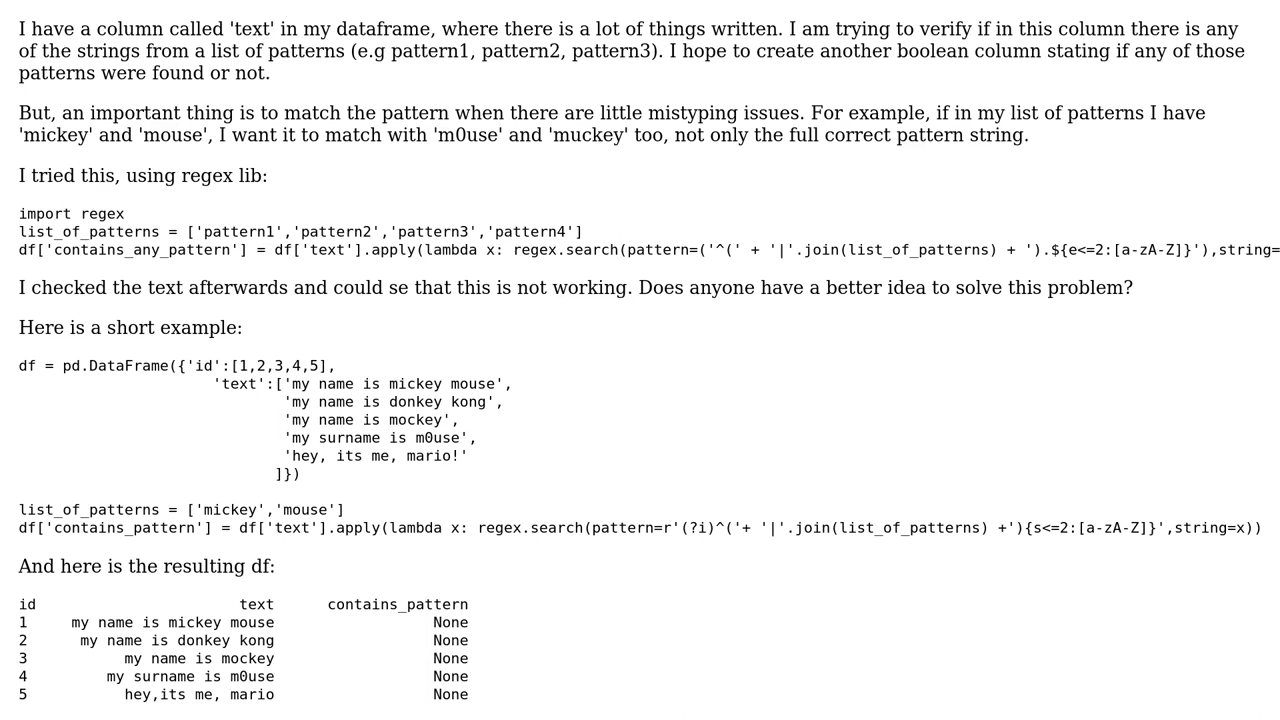 I have a column called 'text' in my dataframe, where there is a lot of things written. I am trying to verify if in this column there is any
of the strings from a list of patterns (e.g pattern1, pattern2, pattern3). I hope to create another boolean column stating if any of those
patterns were found or not.
But, an important thing is to match the pattern when there are little mistyping issues. For example, if in my list of patterns I have
'mickey' and 'mouse', I want it to match with 'm0use' and 'muckey' too, not only the full correct pattern string.
I tried this, using regex lib:
import regex
list_of_patterns = ['pattern1','pattern2','pattern3','pattern4']
df['contains_any_pattern'] = df['text'].apply(lambda x: regex.search(pattern=('^(' + '|'.join(list_of_patterns) + ').${e<=2:[a-zA-Z]}'),string=
I checked the text afterwards and could se that this is not working. Does anyone have a better idea to solve this problem?
Here is a short example:
df = pd.DataFrame({'id':[1,2,3,4,5],
                      'text':['my name is mickey mouse',
                              'my name is donkey kong',
                              'my name is mockey',
                              'my surname is m0use',
                              'hey, its me, mario!'
                             ]})
list_of_patterns = ['mickey','mouse']
df['contains_pattern'] = df['text'].apply(lambda x: regex.search(pattern=r'(?i)^('+ '|'.join(list_of_patterns) +'){s<=2:[a-zA-Z]}',string=x))
And here is the resulting df:
id                       text      contains_pattern
1     my name is mickey mouse                  None
2      my name is donkey kong                  None
3           my name is mockey                  None
4         my surname is m0use                  None
5           hey,its me, mario                  None